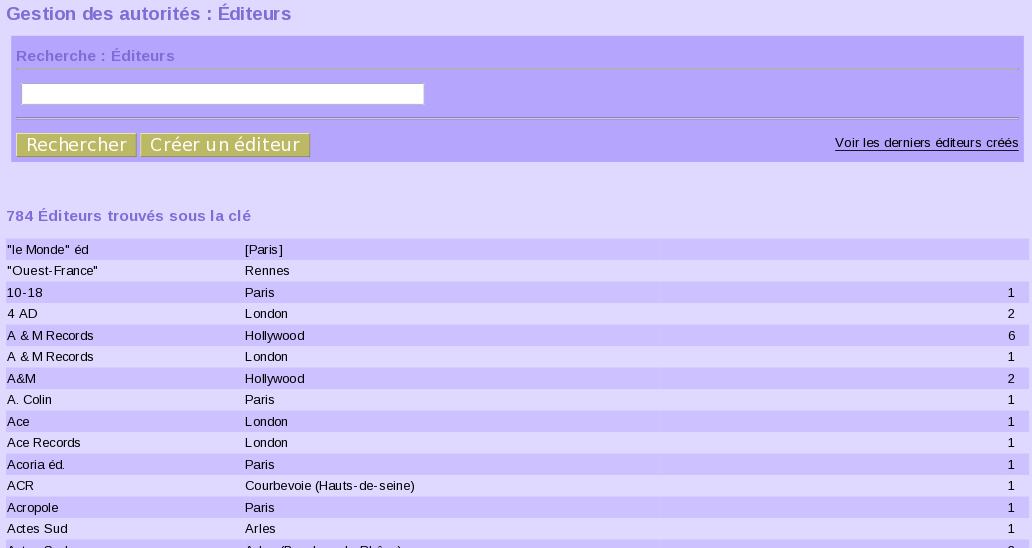 Gestion des autorités : Éditeurs
Recherche : Éditeurs
Rechercher Créer un éditeur Voir les derniers éditeurs créés
784 Éditeurs trouvés sous la clé
"le Monde" éd [Paris]
"Ouest-France" Rennes
10-18 Paris 1
4 AD London 2
A & M Records Hollywood 6
A & M Records London 1
A&M Hollywood 2
A. Colin Paris 1
Ace London 1
Ace Records London 1
Acoria éd. Paris 1
ACR Courbevoie (Hauts-de-seine) 1
Acropole Paris 1
Actes Sud Arles 1